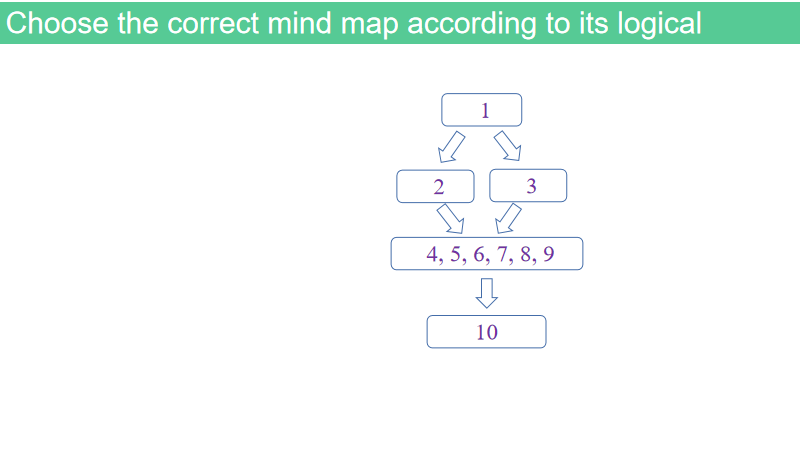 Choose the correct mind map according to its logical
1
2 3
4, 5, 6, 7, 8, 9
10